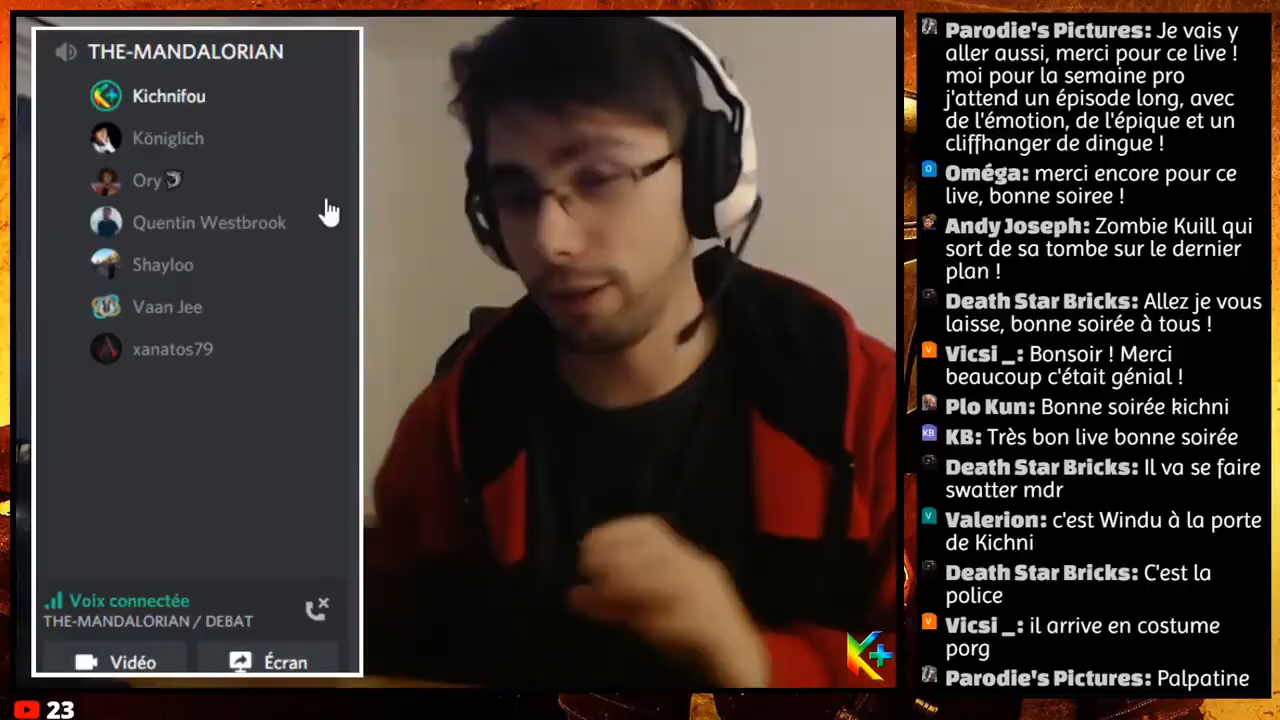 THE-MANDALORIAN
Kichnifou
Königlich
Ory
Quentin Westbrook
Shayloo
Vaan Jee
xanatos79
Voix connectée
THE-MANDALORIAN / DEBAT
Vidéo
Écran
K+
23
Parodie's Pictures: Je vais y
aller aussi, merci pour ce live !
moi pour la semaine pro
j'attend un épisode long, avec
de l'émotion, de l'épique et un
cliffhanger de dingue !
O
Oméga: merci encore pour ce
live, bonne soiree !
Andy Joseph: Zombie Kuill qui
sort de sa tombe sur le dernier
plan !
Death Star Bricks: Allez je vous
laisse, bonne soirée à tous !
V
Vicsi _: Bonsoir ! Merci
beaucoup c'était génial !
Plo Kun: Bonne soirée kichni
KB
KB: Très bon live bonne soirée
Death Star Bricks: Il va se faire
swatter mdr
V
Valerion: c'est Windu à la porte
de Kichni
Death Star Bricks: C'est la
police
V
Vicsi _: il arrive en costume
porg
Parodie's Pictures: Palpatine